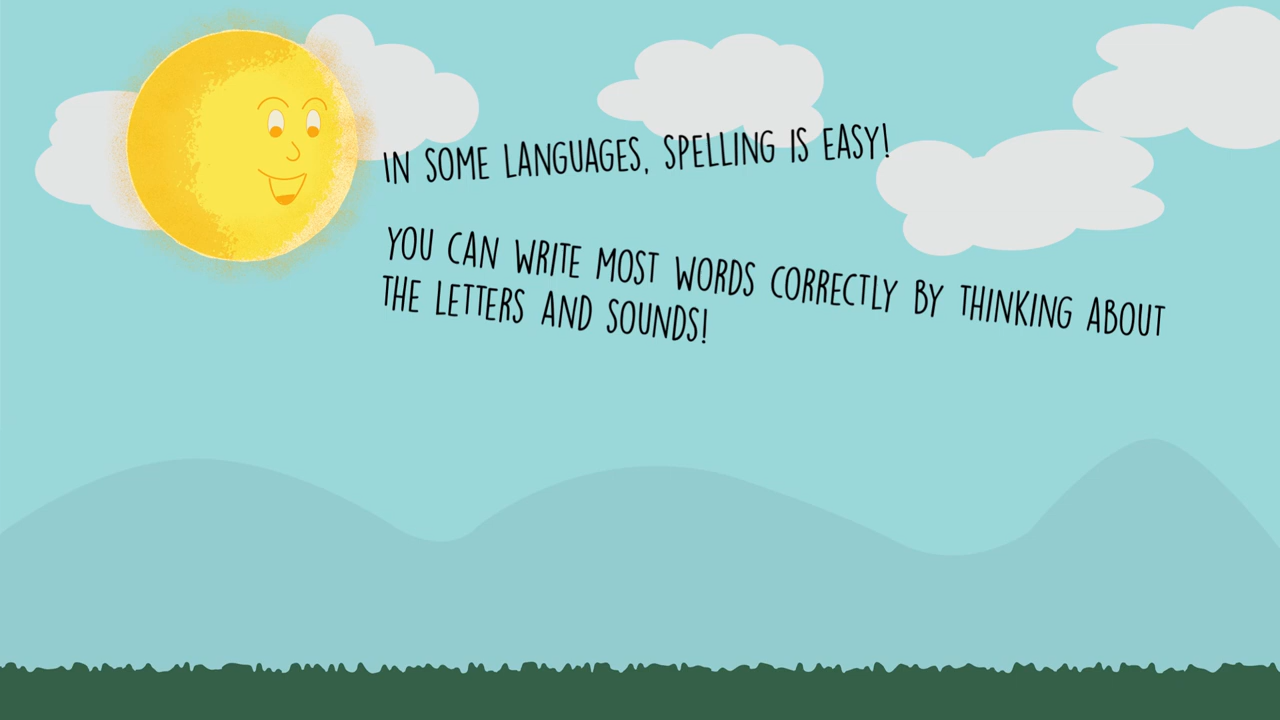 IN SOME LANGUAGES, SPELLING IS EASY!
YOU CAN WRITE MOST WORDS CORRECTLY BY THINKING ABOUT
THE LETTERS AND SOUNDS!